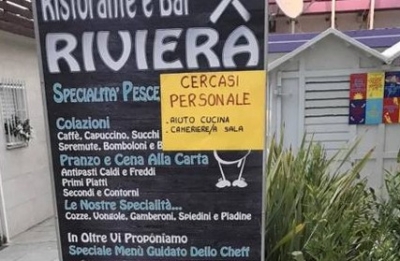 Ristorante e Bar
RIVIERA
SPECIALITA' PESCE
CERCASI
PERSONALE
- AIUTO CUCINA
- CAMERIERE/A SALA
Colazioni
Caffè, Capuccino, Succhi
Spremute, Bomboloni e B
Pranzo e Cena Alla Carta
Antipasti Caldi e Freddi
Primi Piatti
Secondi e Contorni
Le Nostre Specialità...
Cozze, Vongole, Gamberoni, Spiedini e Piadine
In Oltre Vi Proponiamo
Speciale Menù Guidato Dello Cheff